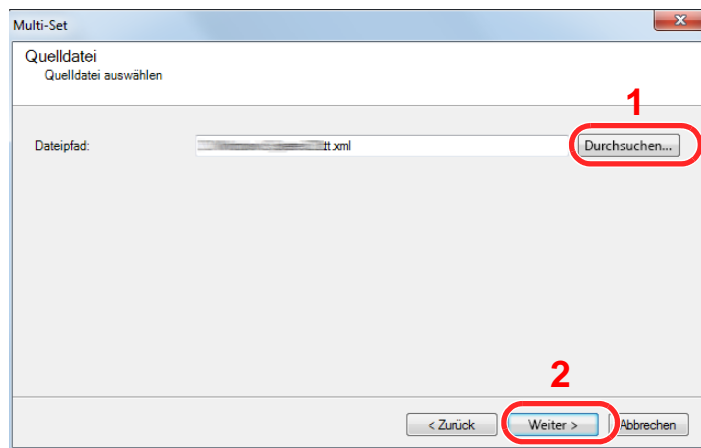 Multi-Set
Quelldatei
Quelldatei auswählen
1
Dateipfad: tt.xml Durchsuchen...
2
< Zurück Weiter > Abbrechen